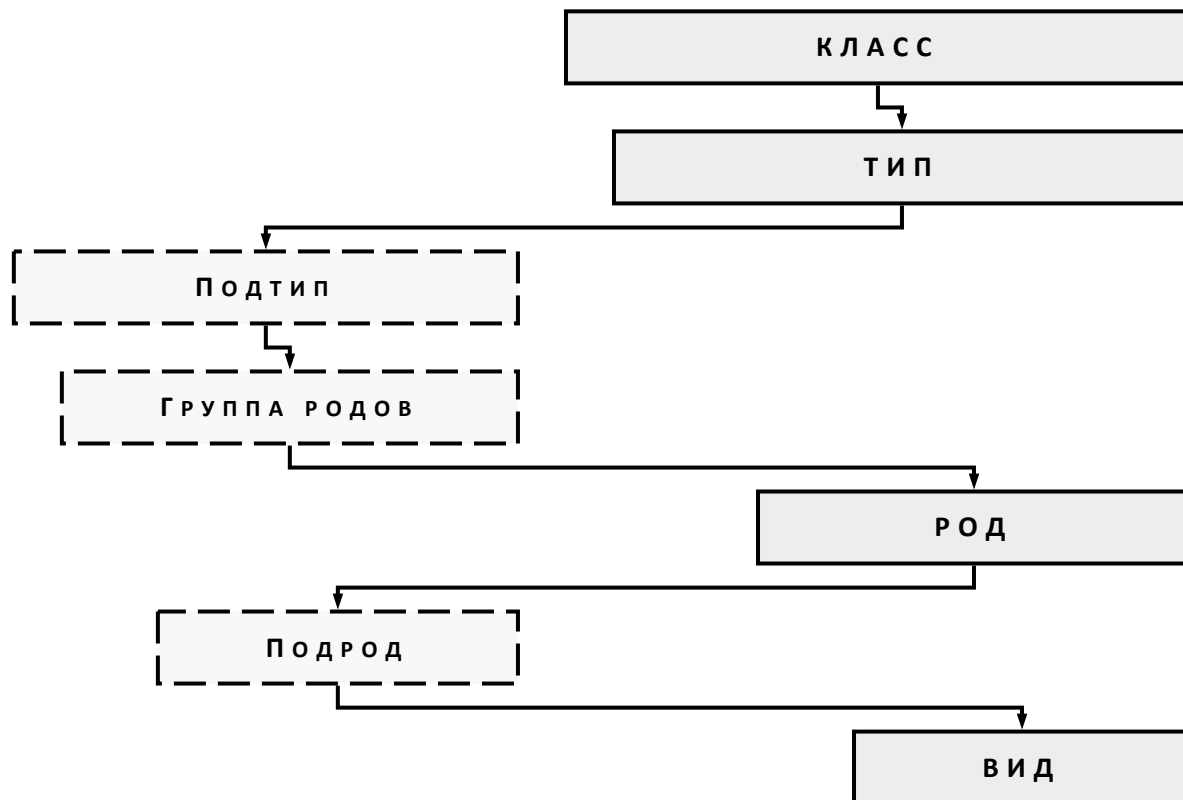 КЛАСС
ТИП
Подтип
Группа родов
РОД
Подрод
ВИД